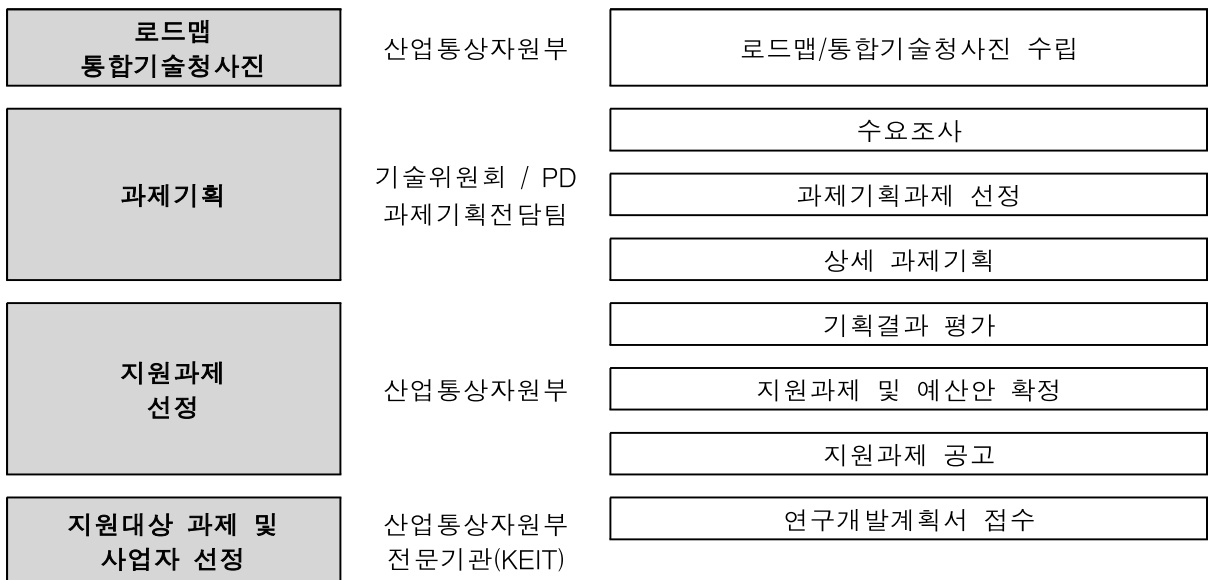 로드맵
통합기술청사진
산업통상자원부
로드맵/통합기술청사진 수립
과제기획
기술위원회 / PD
과제기획전담팀
수요조사
과제기획과제 선정
상세 과제기획
지원과제
선정
산업통상자원부
기획결과 평가
지원과제 및 예산안 확정
지원과제 공고
지원대상 과제 및
사업자 선정
산업통상자원부
전문기관(KEIT)
연구개발계획서 접수